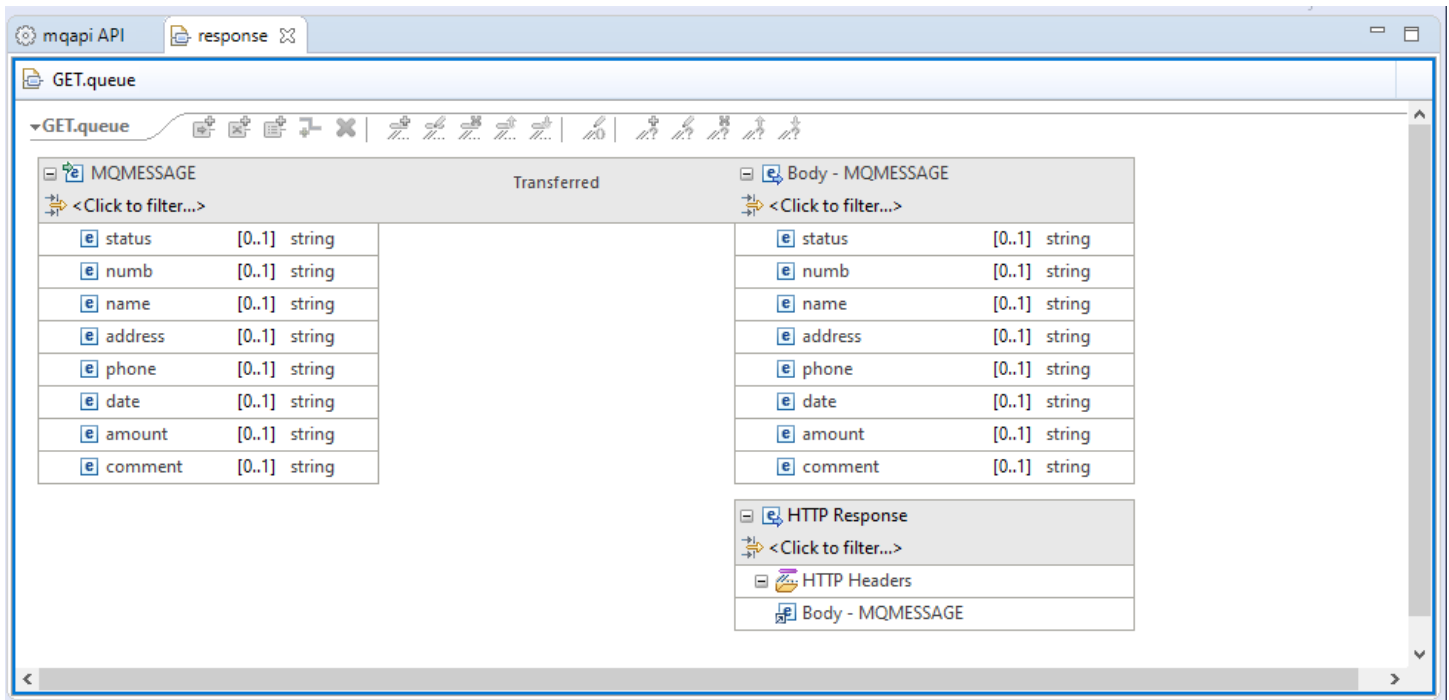 mqapi API response
GET.queue
GET.queue
MQMESSAGE Transferred Body - MQMESSAGE
<Click to filter...> <Click to filter...>
status [0..1] string status [0..1] string
numb [0..1] string numb [0..1] string
name [0..1] string name [0..1] string
address [0..1] string address [0..1] string
phone [0..1] string phone [0..1] string
date [0..1] string date [0..1] string
amount [0..1] string amount [0..1] string
comment [0..1] string comment [0..1] string
HTTP Response
<Click to filter...>
HTTP Headers
Body - MQMESSAGE